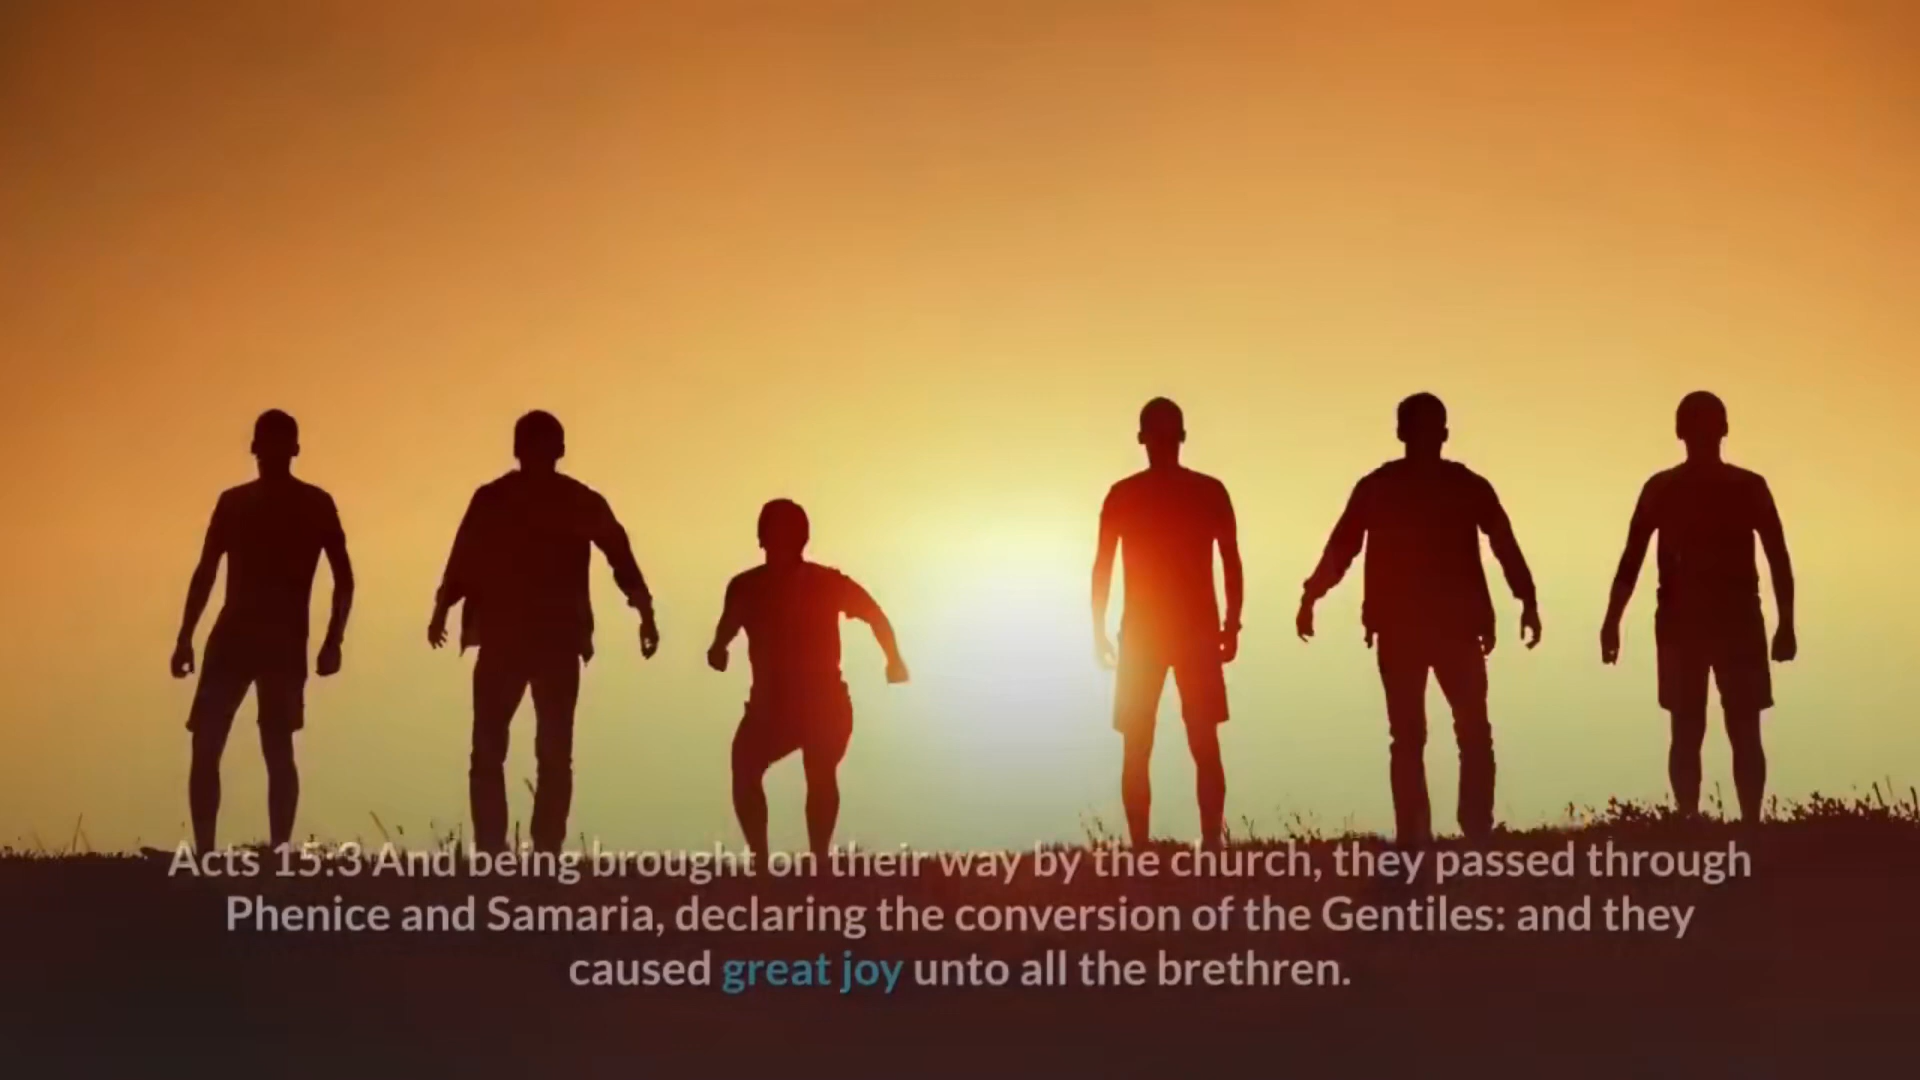 Acts 15:3 And being brought on their way by the church, they passed through
Phenice and Samaria, declaring the conversion of the Gentiles: and they
caused great joy unto all the brethren.